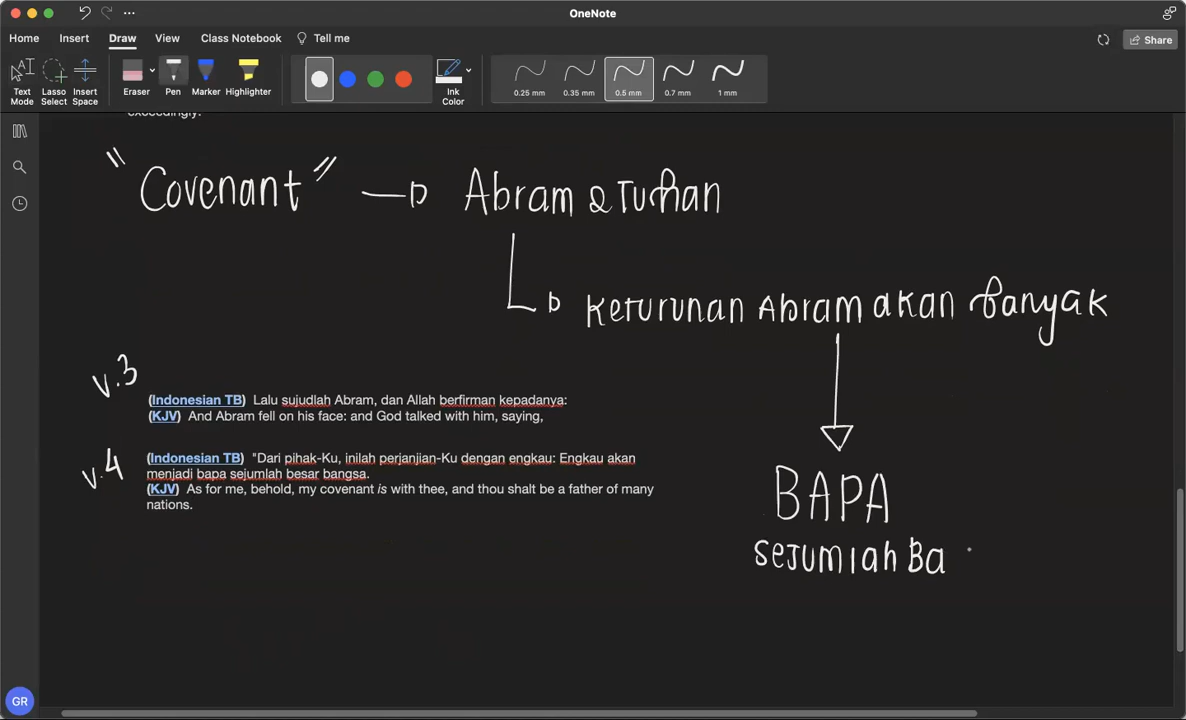 OneNote
Home Insert Draw View Class Notebook Tell me
Share
Text Mode
Lasso Select
Insert Space
Eraser
Pen
Marker
Highlighter
Ink Color
0.25 mm
0.35 mm
0.5 mm
0.7 mm
1 mm
exceedingly.
"Covenant" Abram & Tuhan
Keturunan Abram akan banyak
v.3
(Indonesian TB) Lalu sujudlah Abram, dan Allah berfirman kepadanya:
(KJV) And Abram fell on his face: and God talked with him, saying,
v.4
(Indonesian TB) "Dari pihak-Ku, inilah perjanjian-Ku dengan engkau: Engkau akan
menjadi bapa sejumlah besar bangsa.
(KJV) As for me, behold, my covenant is with thee, and thou shalt be a father of many
nations.
BAPA
Sejumlah Ba
GR